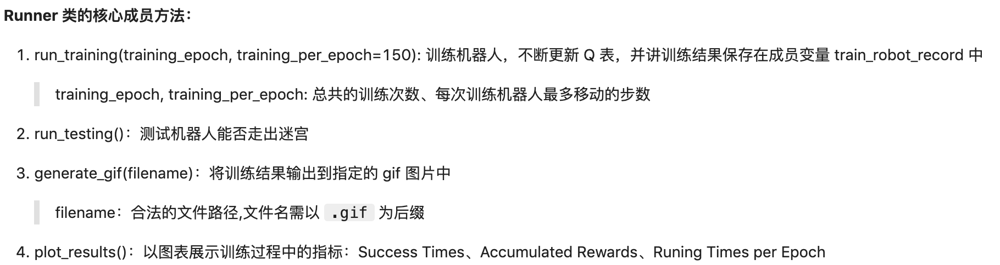 Runner 类的核心成员方法：
1. run_training(training_epoch, training_per_epoch=150): 训练机器人，不断更新 Q 表，并讲训练结果保存在成员变量 train_robot_record 中
training_epoch, training_per_epoch: 总共的训练次数、每次训练机器人最多移动的步数
2. run_testing()：测试机器人能否走出迷宫
3. generate_gif(filename)：将训练结果输出到指定的 gif 图片中
filename：合法的文件路径,文件名需以 .gif 为后缀
4. plot_results()：以图表展示训练过程中的指标：Success Times、Accumulated Rewards、Runing Times per Epoch